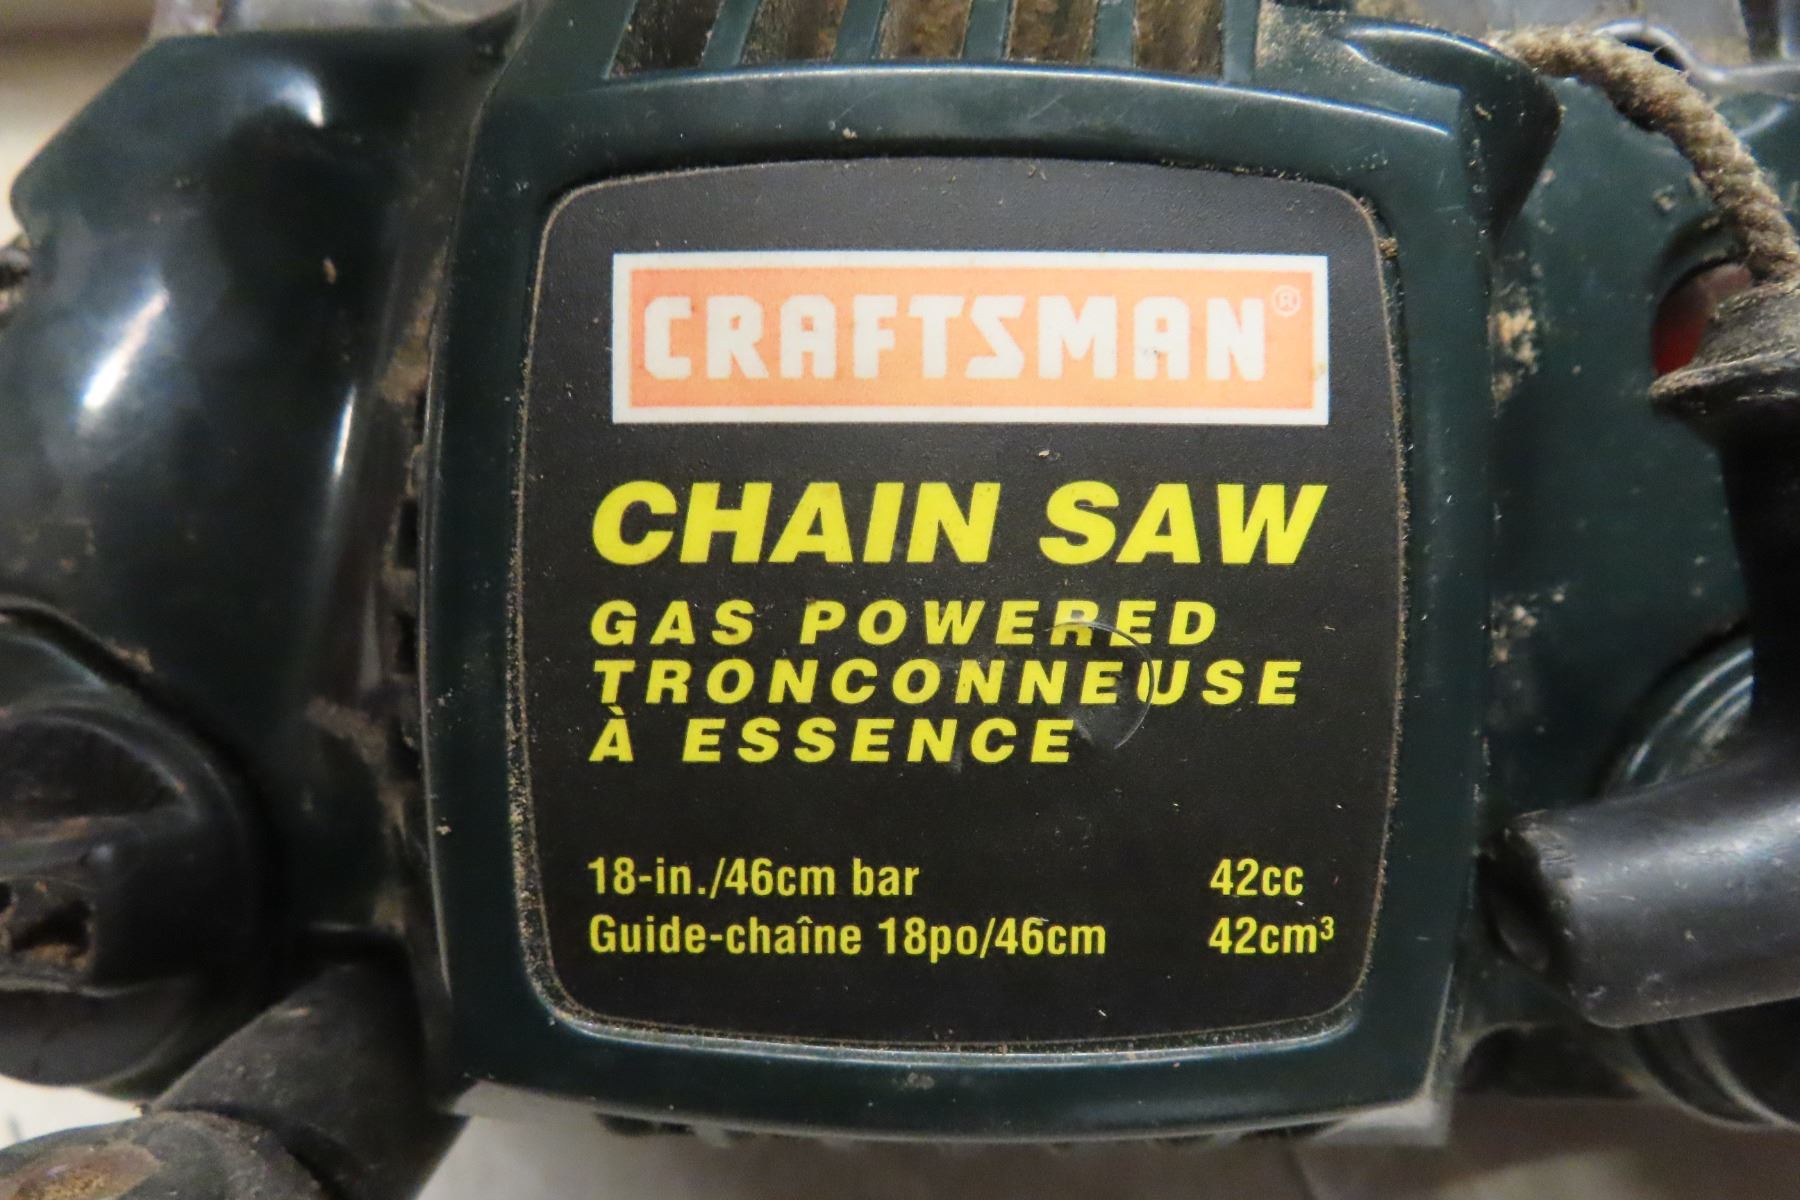 CRAFTSMAN®
CHAIN SAW
GAS POWERED
TRONCONNEUSE
À ESSENCE
18-in./46cm bar 42cc
Guide-chaîne 18po/46cm 42cm³